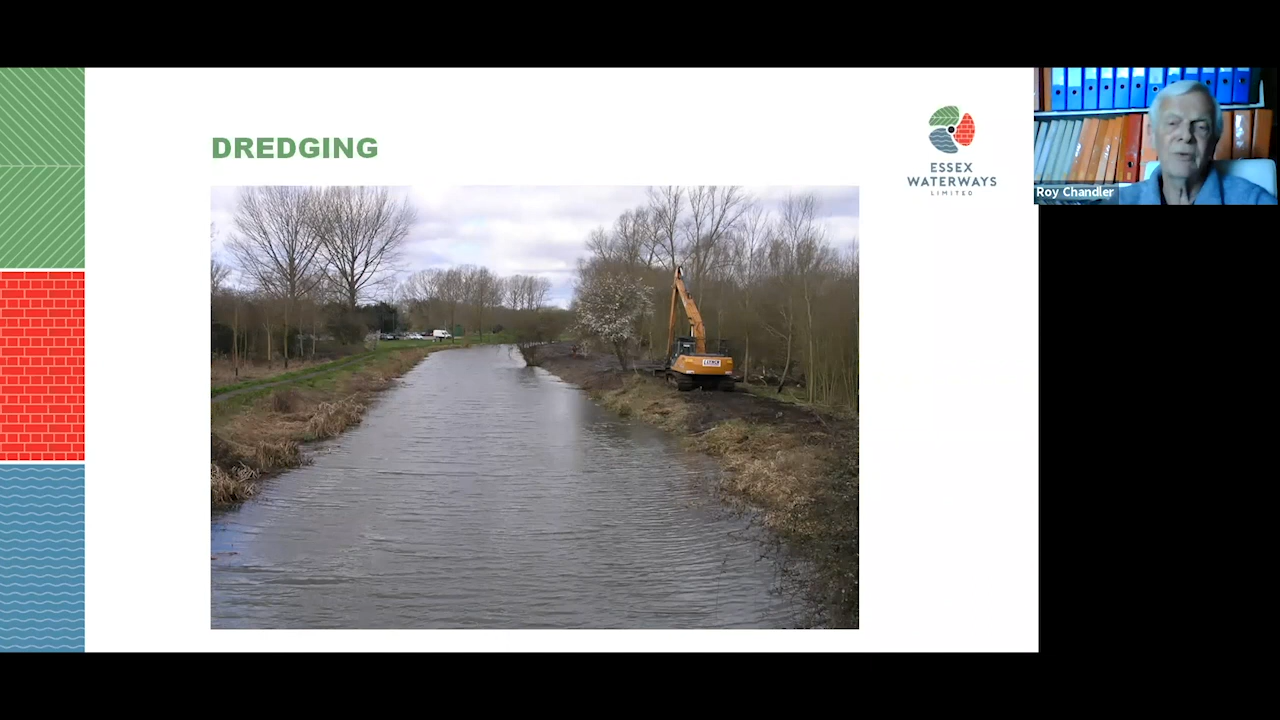 DREDGING
ESSEX
WATERWAYS
LIMITED
Roy Chandler